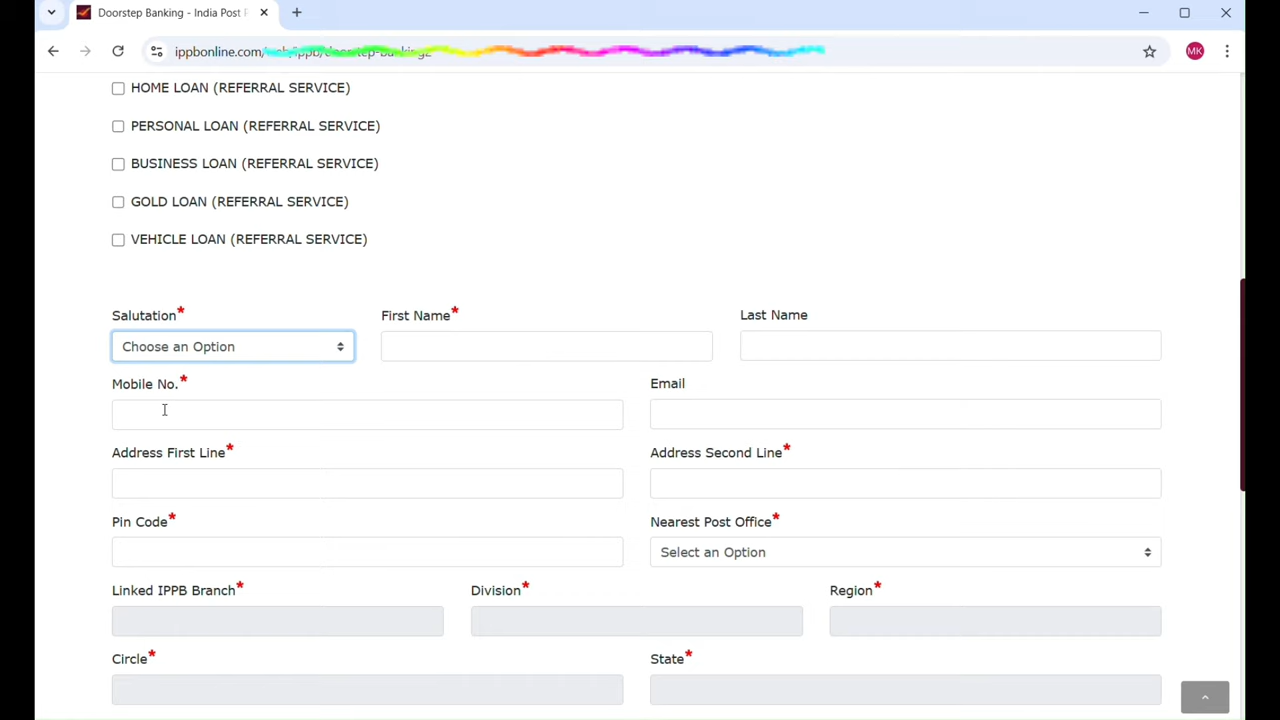 Doorstep Banking - India Post
ippbonline.com/
MK
HOME LOAN (REFERRAL SERVICE)
PERSONAL LOAN (REFERRAL SERVICE)
BUSINESS LOAN (REFERRAL SERVICE)
GOLD LOAN (REFERRAL SERVICE)
VEHICLE LOAN (REFERRAL SERVICE)
Salutation* First Name* Last Name
Choose an Option
Mobile No.* Email
Address First Line* Address Second Line*
Pin Code* Nearest Post Office*
Select an Option
Linked IPPB Branch* Division* Region*
Circle* State*